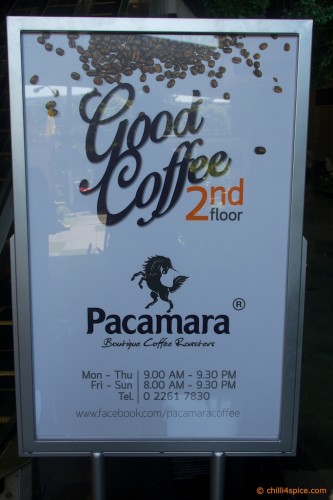 Good
Coffee
2nd
floor
Pacamara ®
Boutique Coffee Roasters
Mon - Thu | 9.00 AM - 9.30 PM
Fri - Sun | 8.00 AM - 9.30 PM
Tel. | 0 2261 7830
www.facebook.com/pacamaracoffee
© chilli4spice.com